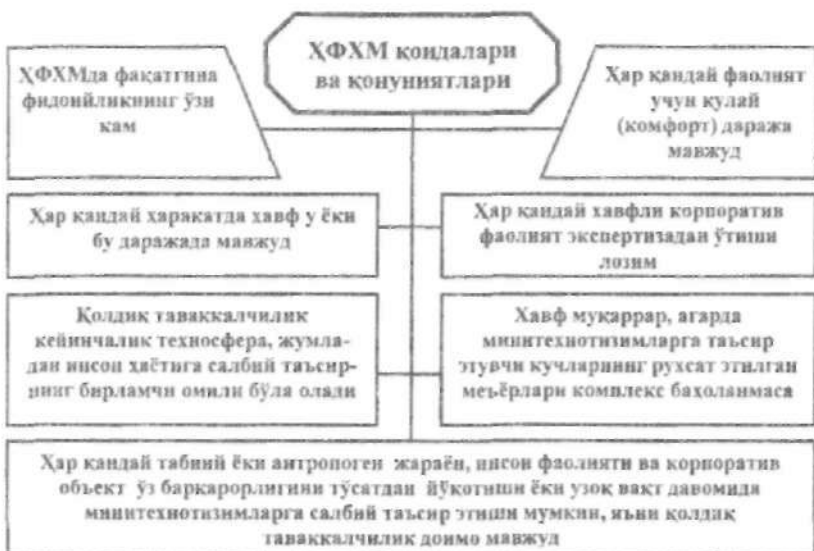 ҲФХМ қоидалари
ва қонуниятлари
ҲФХМда фақатгина
фидоийликнинг ўзи
кам
Ҳар қандай фаолият
учун қулай
(комфорт) даража
мавжуд
Ҳар қандай харакатда хавф у ёки
бу даражада мавжуд
Ҳар қандай хавфли корпоратив
фаолият экспертизадан ўтиши
лозим
Қолдиқ таваккалчилик
кейинчалик техносфера, жумла-
дан инсон ҳаётига салбий таъсир-
нинг бирламчи омили бўла олади
Хавф муқаррар, агарда
минитехнотизимларга таъсир
этувчи кучларнинг рухсат этилган
меъёрлари комплекс баҳоланмаса
Ҳар қандай табиий ёки антропоген жараён, инсон фаолияти ва корпоратив
объект ўз барқарорлигини тўсатдан йўқотиши ёки узоқ вақт давомида
минитехнотизимларга салбий таъсир этиши мумкин, яъни қолдиқ
таваккалчилик доимо мавжуд